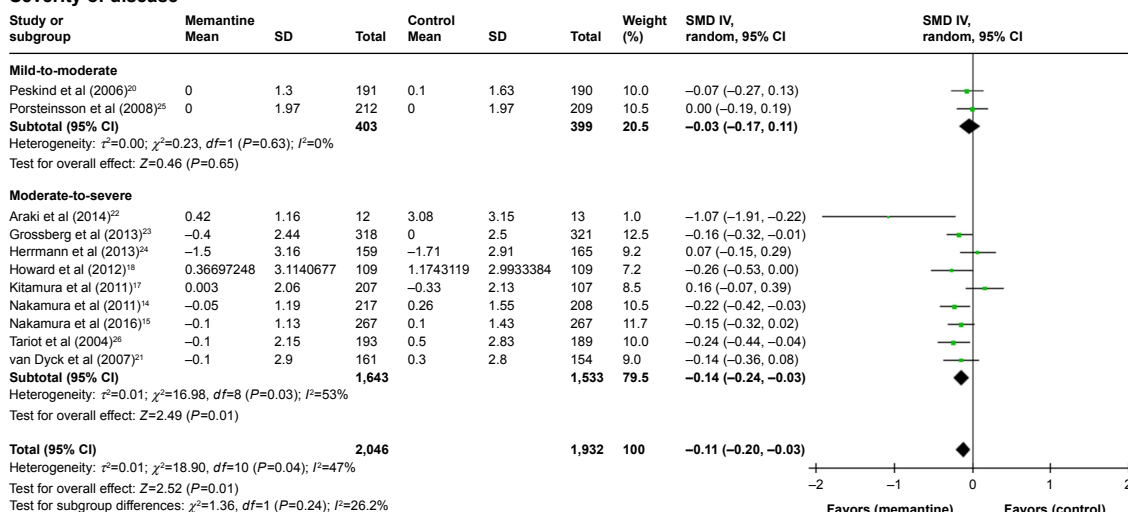 Severity of disease
Study or Memantine Control Weight SMD IV, SMD IV,
subgroup Mean SD Total Mean SD Total (%) random, 95% CI random, 95% CI
Mild-to-moderate
Peskind et al (2006)²⁰ 0 1.3 191 0.1 1.63 190 10.0 –0.07 (–0.27, 0.13)
Porsteinsson et al (2008)²⁵ 0 1.97 212 0 1.97 209 10.5 0.00 (–0.19, 0.19)
Subtotal (95% CI) 403 399 20.5 –0.03 (–0.17, 0.11)
Heterogeneity: τ²=0.00; χ²=0.23, df=1 (P=0.63); I²=0%
Test for overall effect: Z=0.46 (P=0.65)
Moderate-to-severe
Araki et al (2014)²² 0.42 1.16 12 3.08 3.15 13 1.0 –1.07 (–1.91, –0.22)
Grossberg et al (2013)²³ –0.4 2.44 318 0 2.5 321 12.5 –0.16 (–0.32, –0.01)
Herrmann et al (2013)²⁴ –1.5 3.16 159 –1.71 2.91 165 9.2 0.07 (–0.15, 0.29)
Howard et al (2012)¹⁸ 0.36697248 3.1140677 109 1.1743119 2.9933384 109 7.2 –0.26 (–0.53, 0.00)
Kitamura et al (2011)¹⁷ 0.003 2.06 207 –0.33 2.13 107 8.5 0.16 (–0.07, 0.39)
Nakamura et al (2011)¹⁴ –0.05 1.19 217 0.26 1.55 208 10.5 –0.22 (–0.42, –0.03)
Nakamura et al (2016)¹⁵ –0.1 1.13 267 0.1 1.43 267 11.7 –0.15 (–0.32, 0.02)
Tariot et al (2004)²⁶ –0.1 2.15 193 0.5 2.83 189 10.0 –0.24 (–0.44, –0.04)
van Dyck et al (2007)²¹ –0.1 2.9 161 0.3 2.8 154 9.0 –0.14 (–0.36, 0.08)
Subtotal (95% CI) 1,643 1,533 79.5 –0.14 (–0.24, –0.03)
Heterogeneity: τ²=0.01; χ²=16.98, df=8 (P=0.03); I²=53%
Test for overall effect: Z=2.49 (P=0.01)
Total (95% CI) 2,046 1,932 100 –0.11 (–0.20, –0.03)
Heterogeneity: τ²=0.01; χ²=18.90, df=10 (P=0.04); I²=47%
Test for overall effect: Z=2.52 (P=0.01)
Test for subgroup differences: χ²=1.36, df=1 (P=0.24); I²=26.2%
–2 –1 0 1 2
Favors (memantine) Favors (control)